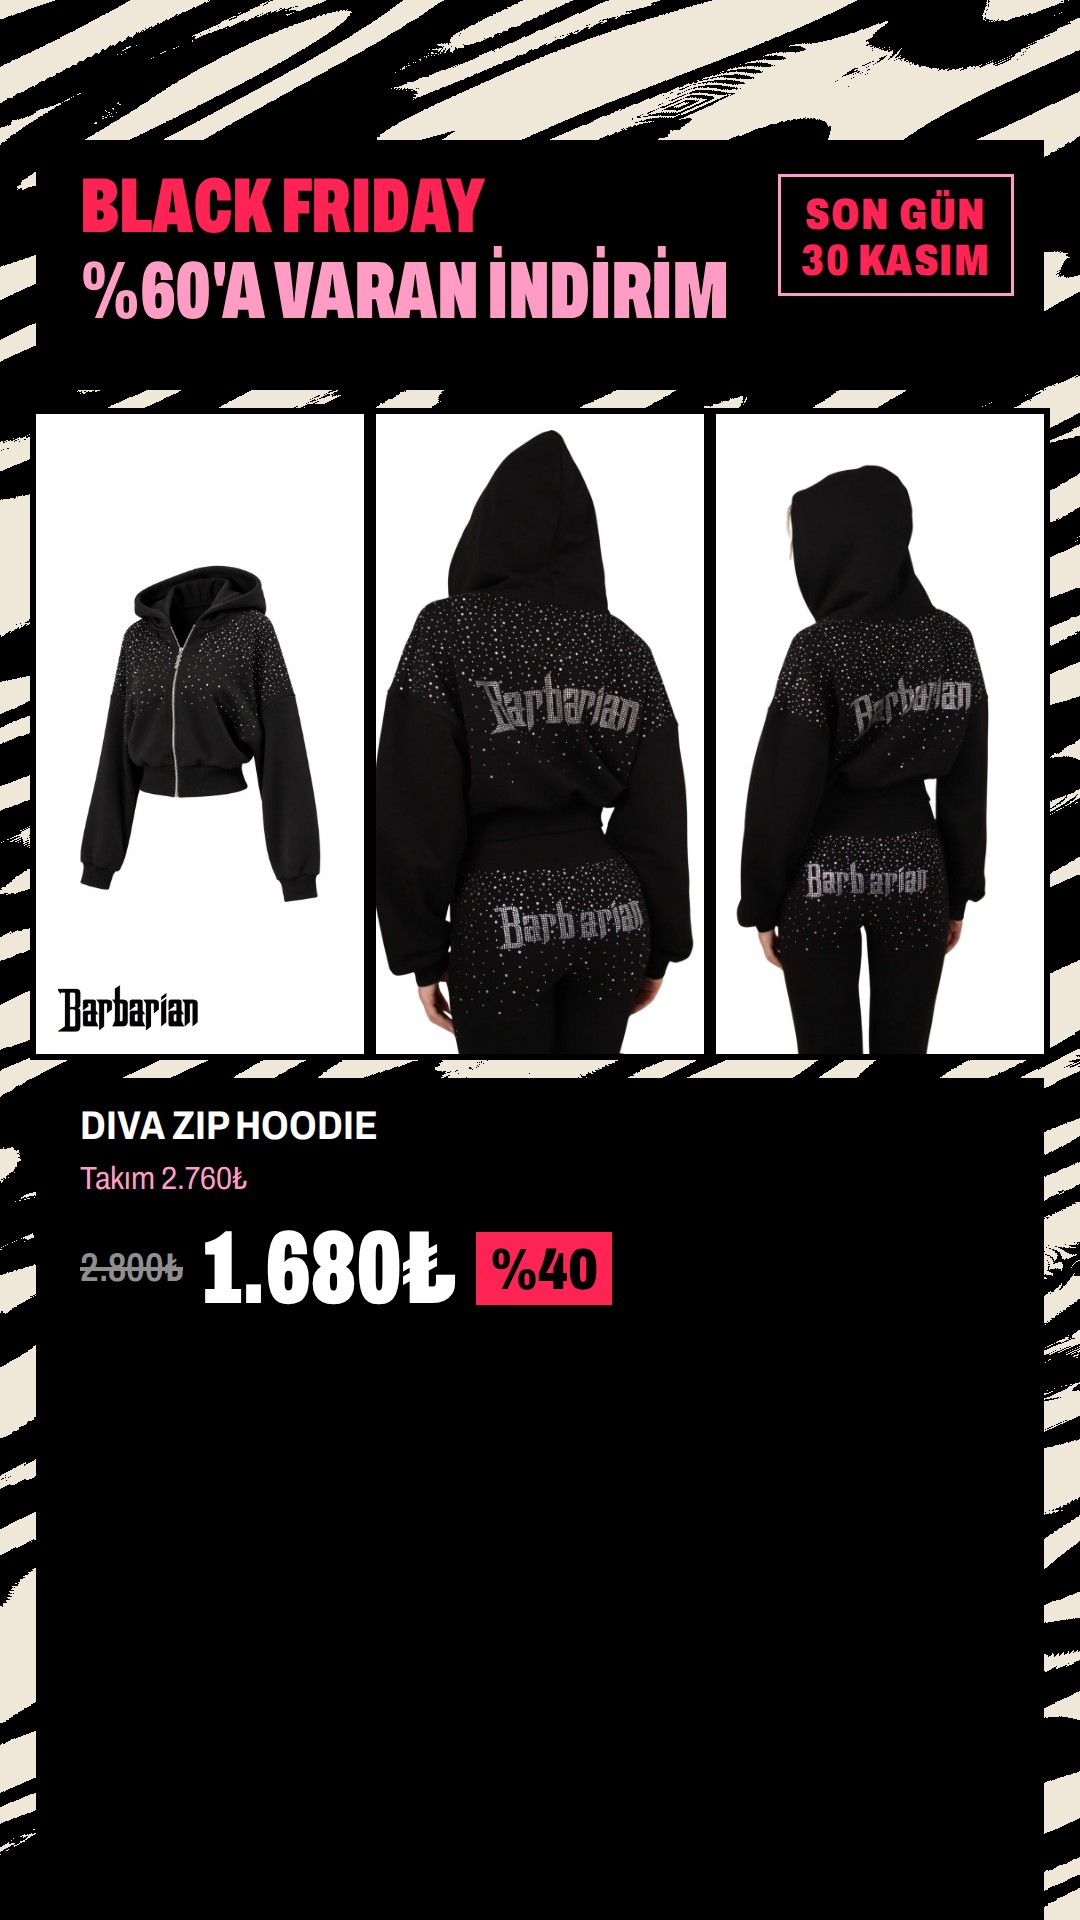 BLACK FRIDAY
%60'A VARAN İNDİRİM
SON GÜN
30 KASIM
Barbarian
Barbarian
Barbarian
Barbarian
Barbarian
DIVA ZIP HOODIE
Takım 2.760₺
2.800₺ 1.680₺ %40